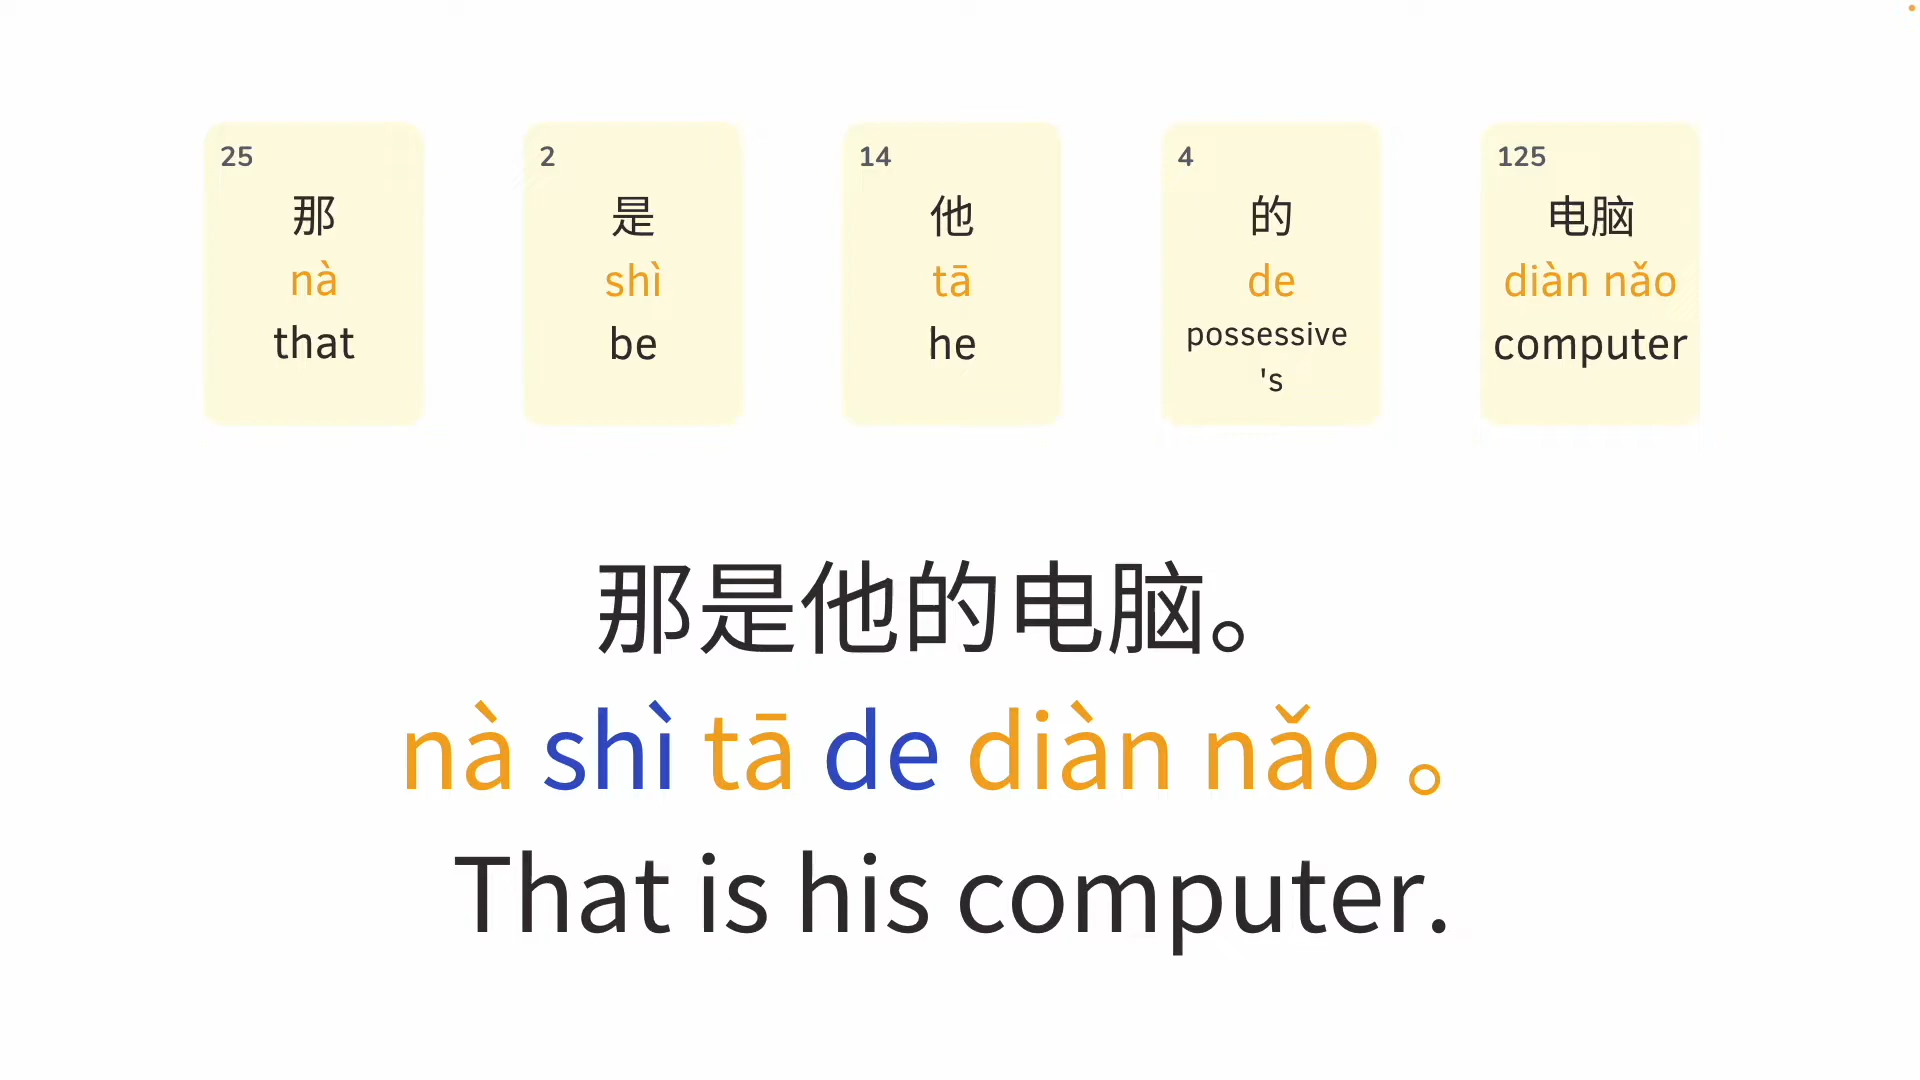 25
那
nà
that
2
是
shì
be
14
他
tā
he
4
的
de
possessive
's
125
电脑
diàn nǎo
computer
那是他的电脑。
nà shì tā de diàn nǎo 。
That is his computer.